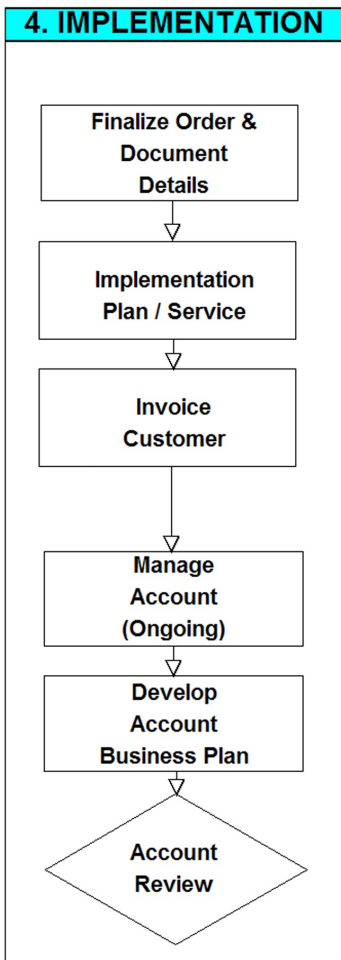 4. IMPLEMENTATION
Finalize Order &
Document
Details
Implementation
Plan / Service
Invoice
Customer
Manage
Account
(Ongoing)
Develop
Account
Business Plan
Account
Review